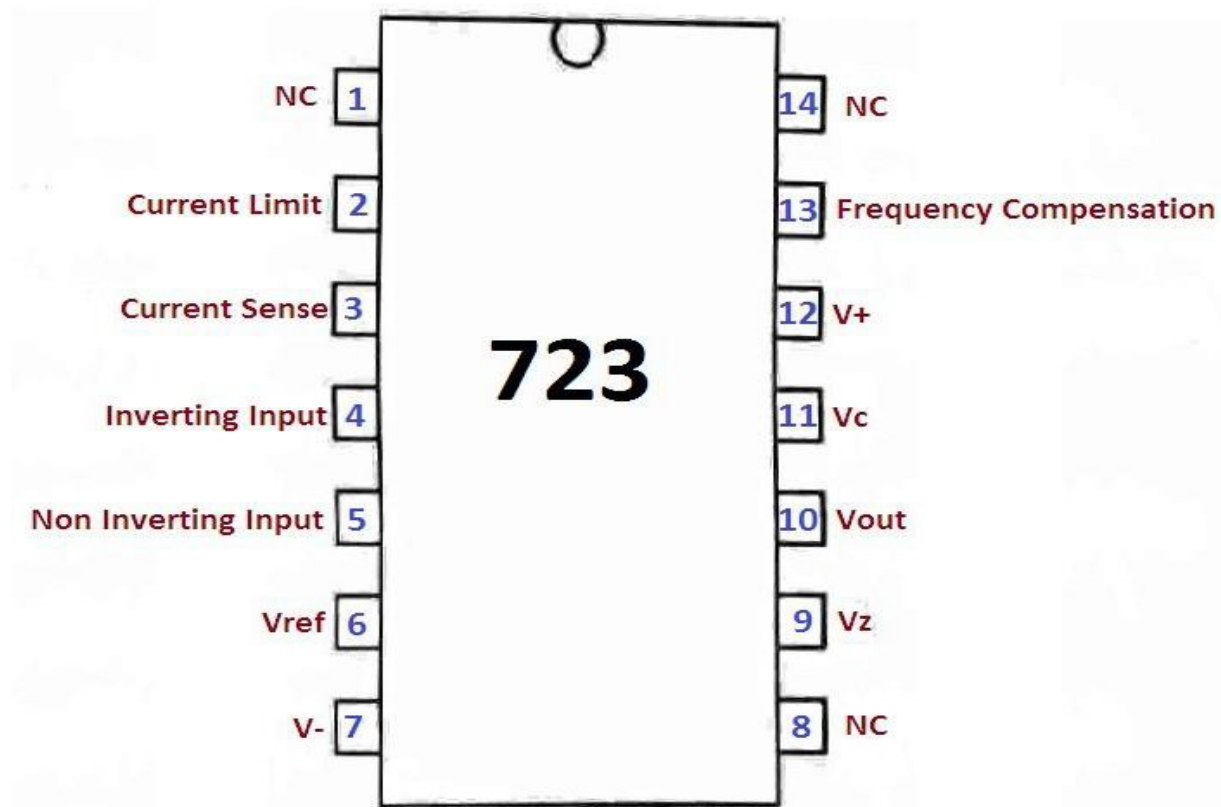 NC 1
14 NC
Current Limit 2
13 Frequency Compensation
Current Sense 3
12 V+
723
Inverting Input 4
11 Vc
Non Inverting Input 5
10 Vout
Vref 6
9 Vz
V- 7
8 NC